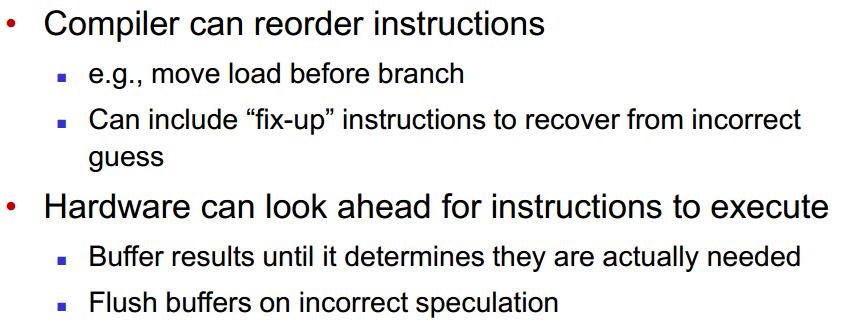 • Compiler can reorder instructions
▪ e.g., move load before branch
▪ Can include “fix-up” instructions to recover from incorrect
guess
• Hardware can look ahead for instructions to execute
▪ Buffer results until it determines they are actually needed
▪ Flush buffers on incorrect speculation